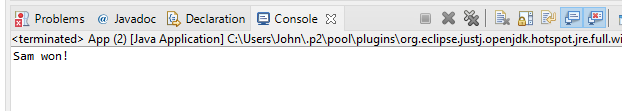 Problems Javadoc Declaration Console
<terminated> App (2) [Java Application] C:\Users\John\.p2\pool\plugins\org.eclipse.justj.openjdk.hotspot.jre.full.wi
Sam won!